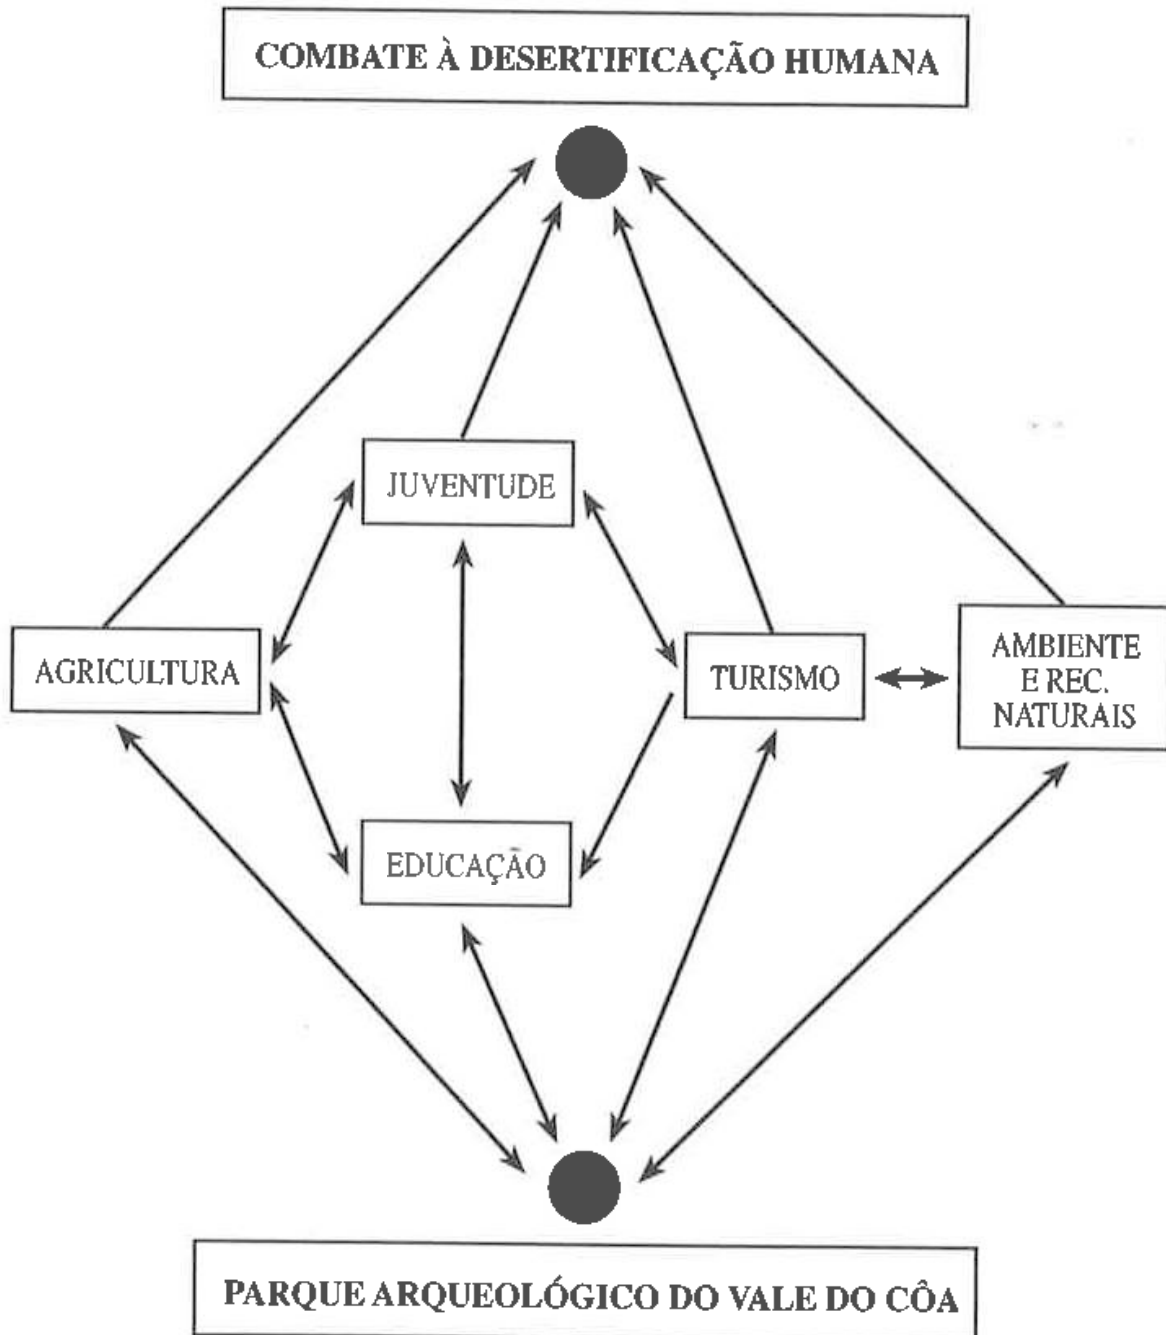 COMBATE À DESERTIFICAÇÃO HUMANA
JUVENTUDE
AGRICULTURA
TURISMO
AMBIENTE
E REC.
NATURAIS
EDUCAÇÃO
PARQUE ARQUEOLÓGICO DO VALE DO CÔA